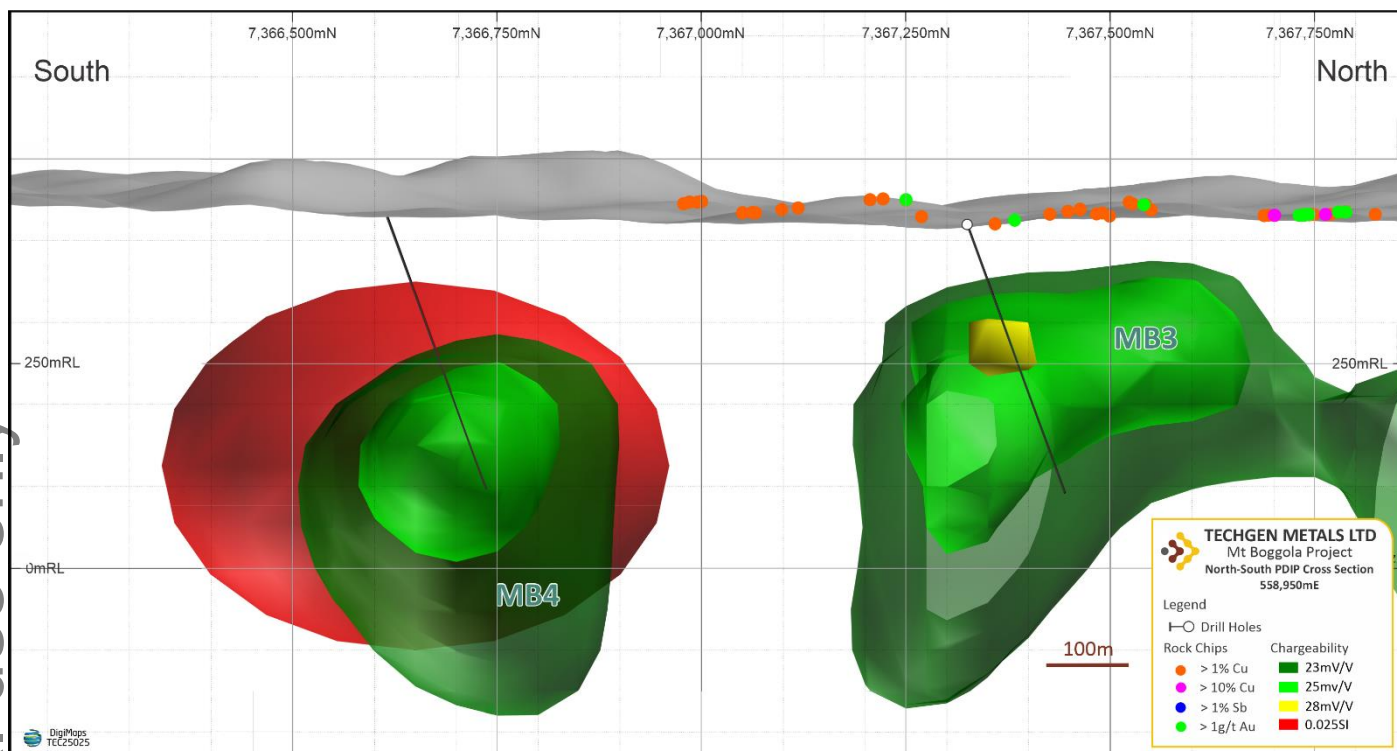 7,366,500mN 7,366,750mN 7,367,000mN 7,367,250mN 7,367,500mN 7,367,750mN
South North
250mRL 250mRL
MB3
0mRL
MB4
100m
TECHGEN METALS LTD
Mt Boggola Project
North-South PDIP Cross Section
558,950mE
Legend
Drill Holes
Rock Chips Chargeability
> 1% Cu 23mV/V
> 10% Cu 25mv/V
> 1% Sb 28mV/V
> 1g/t Au 0.025SI
DigiMaps
TEC25025